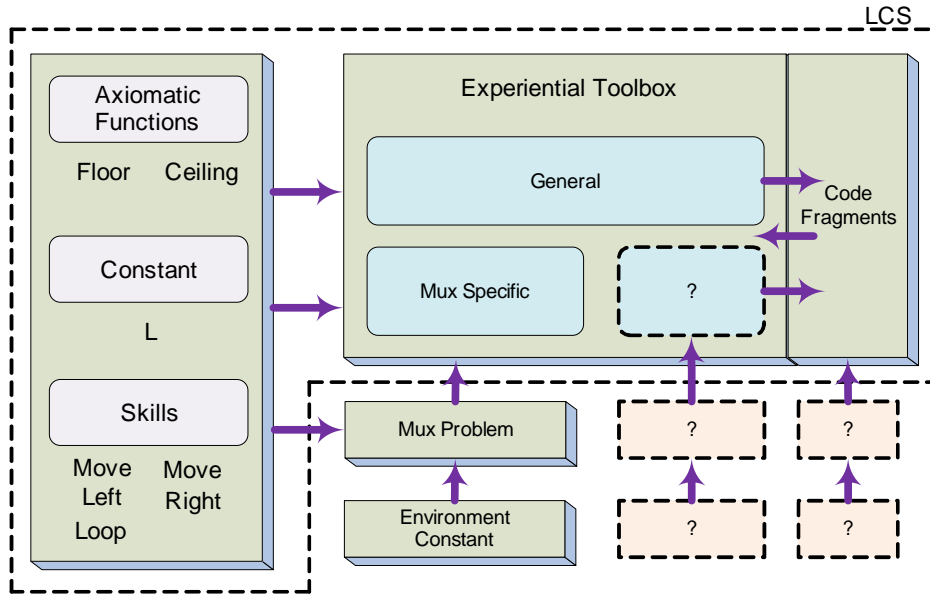 LCS
Axiomatic
Functions
Floor
Ceiling
Constant
L
Skills
Move
Left
Move
Right
Loop
Experiential Toolbox
General
Mux Specific
?
Code
Fragments
Mux Problem
?
?
Environment
Constant
?
?